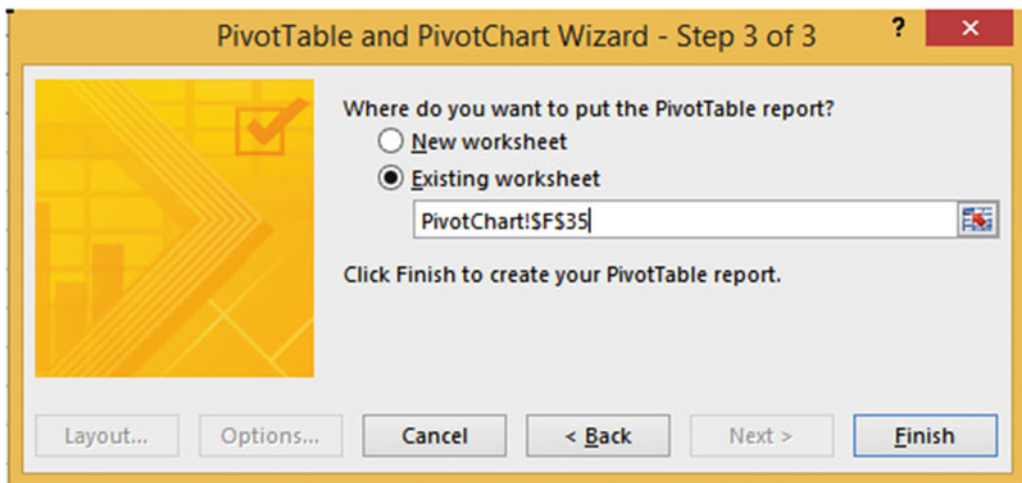 PivotTable and PivotChart Wizard - Step 3 of 3 ?
Where do you want to put the PivotTable report?
New worksheet
Existing worksheet
PivotChart!$F$35
Click Finish to create your PivotTable report.
Layout... Options... Cancel < Back Next > Finish